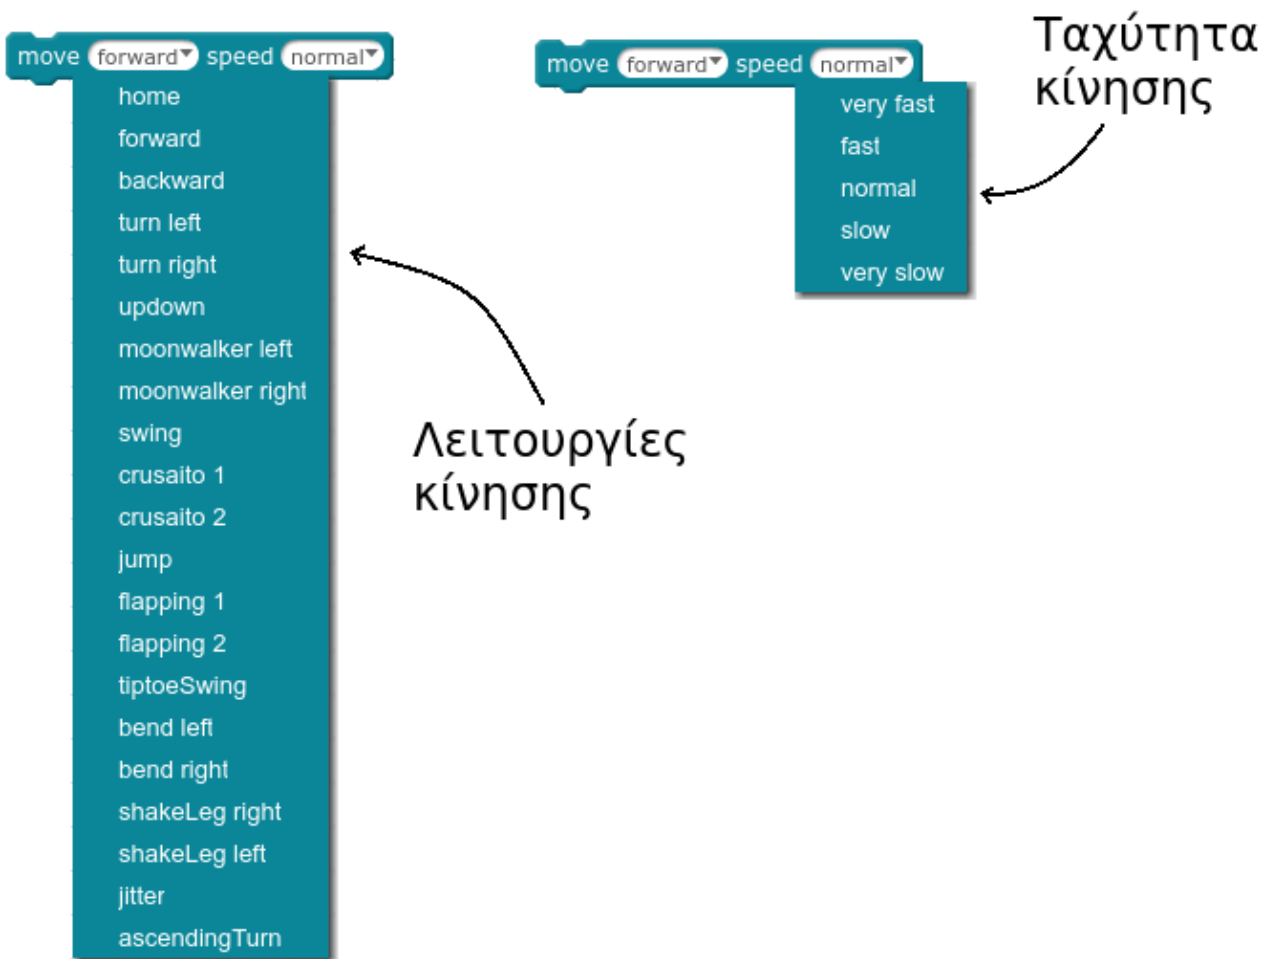 move forward speed normal
home
forward
backward
turn left
turn right
updown
moonwalker left
moonwalker right
swing
crusaito 1
crusaito 2
jump
flapping 1
flapping 2
tiptoeSwing
bend left
bend right
shakeLeg right
shakeLeg left
jitter
ascendingTurn
Λειτουργίες
κίνησης
move forward speed normal
very fast
fast
normal
slow
very slow
Ταχύτητα
κίνησης